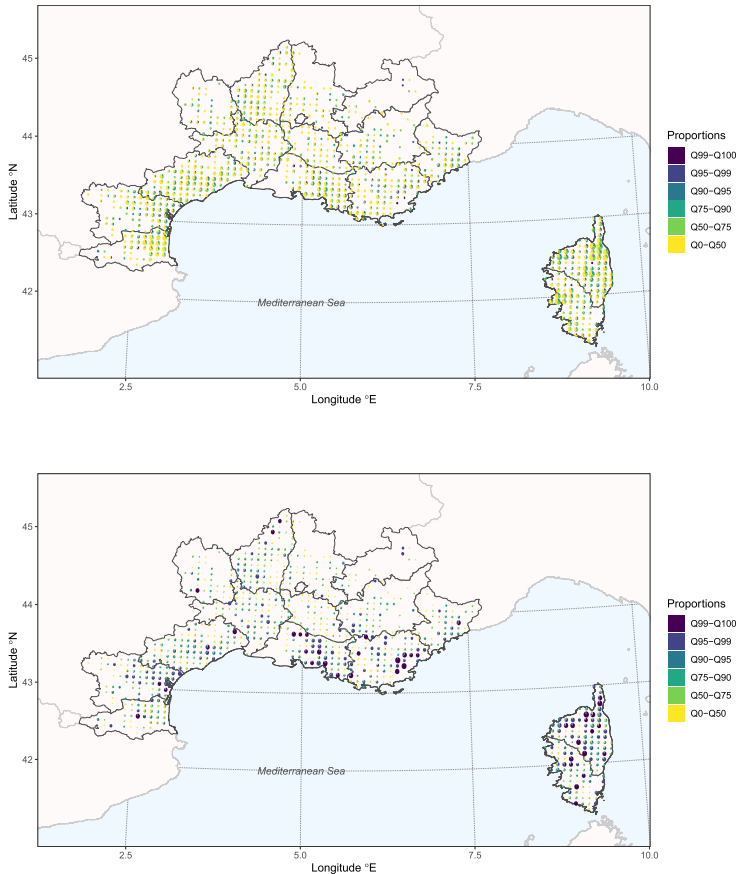 Proportions
Q99−Q100
Q95−Q99
Q90−Q95
Q75−Q90
Q50−Q75
Q0−Q50
45
44
43
42
Latitude °N
Mediterranean Sea
2.5
5.0
7.5
10.0
Longitude °E
Proportions
Q99−Q100
Q95−Q99
Q90−Q95
Q75−Q90
Q50−Q75
Q0−Q50
45
44
43
42
Latitude °N
Mediterranean Sea
2.5
5.0
7.5
10.0
Longitude °E